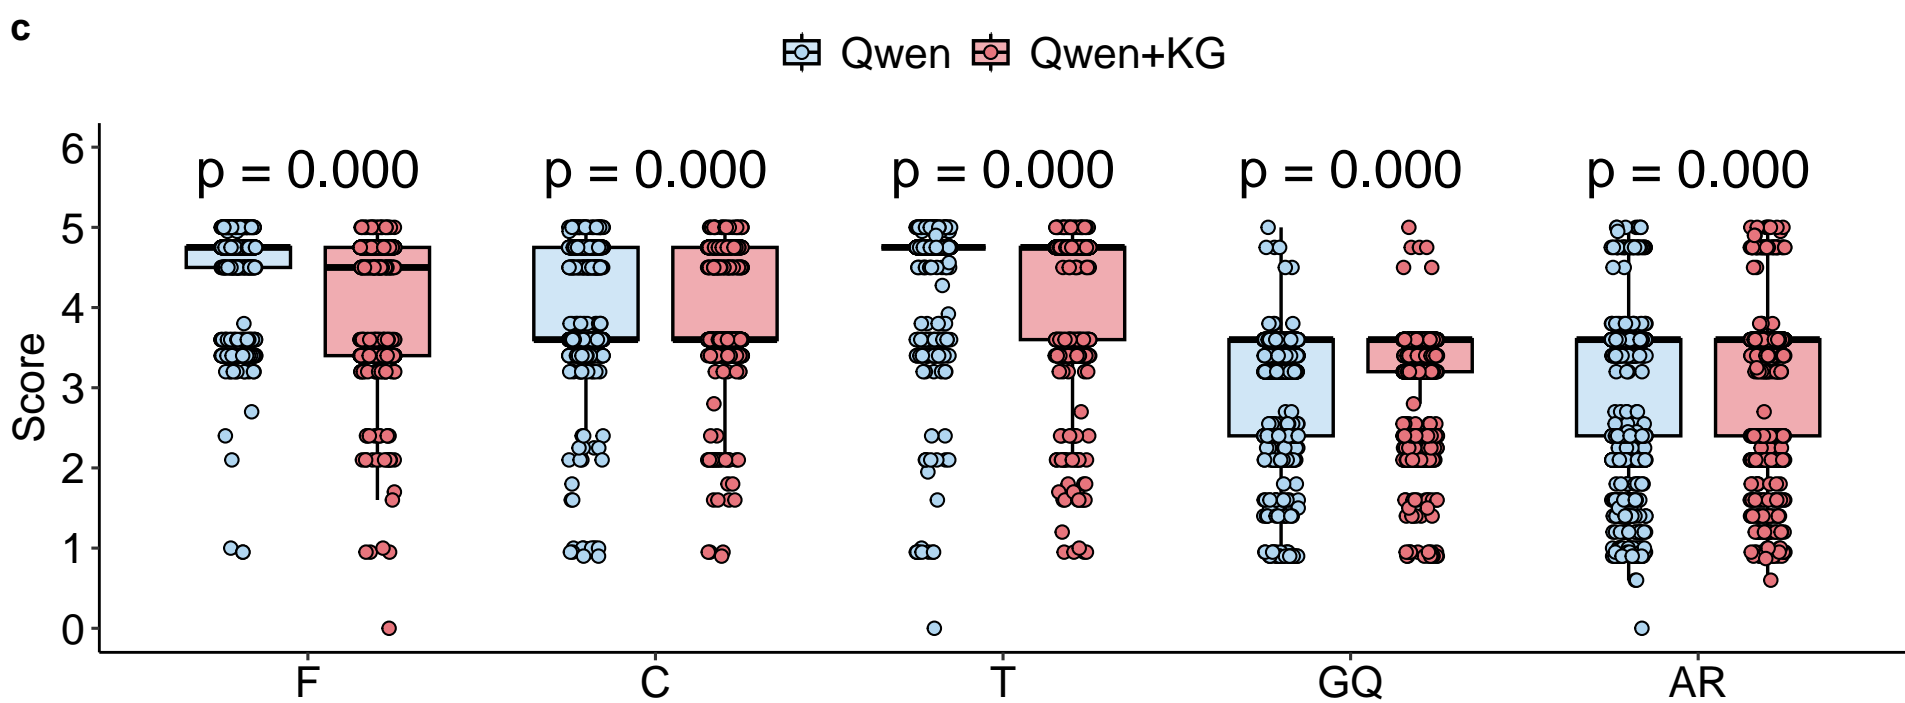 c
Qwen Qwen+KG
p = 0.000 p = 0.000 p = 0.000 p = 0.000 p = 0.000
Score
6
5
4
3
2
1
0
F C T GQ AR